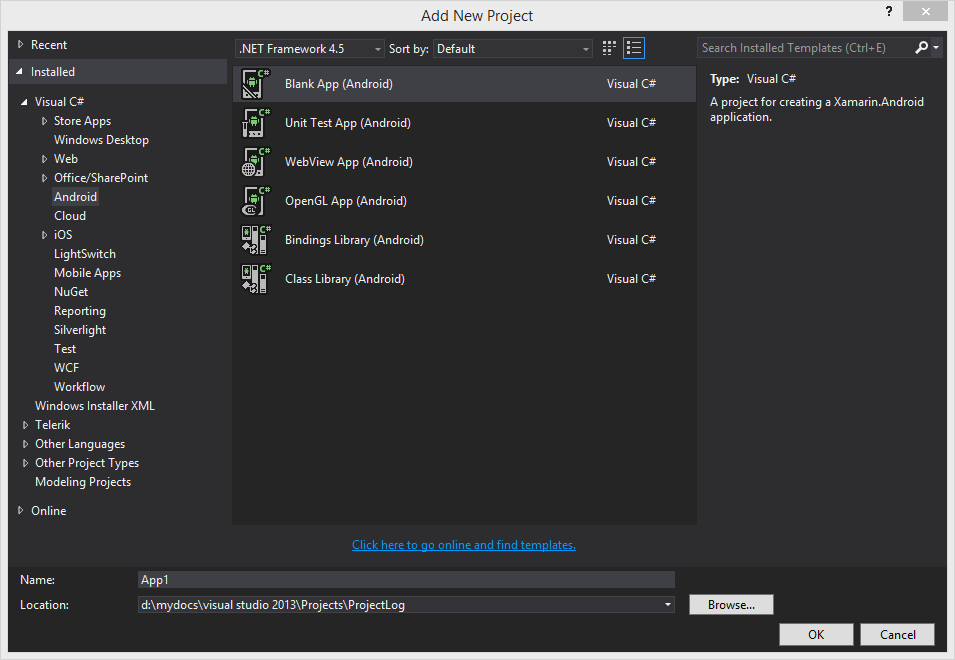 Add New Project
?
Recent
Installed
Visual C#
Store Apps
Windows Desktop
Web
Office/SharePoint
Android
Cloud
iOS
LightSwitch
Mobile Apps
NuGet
Reporting
Silverlight
Test
WCF
Workflow
Windows Installer XML
Telerik
Other Languages
Other Project Types
Modeling Projects
Online
.NET Framework 4.5 Sort by: Default
Blank App (Android) Visual C#
Unit Test App (Android) Visual C#
WebView App (Android) Visual C#
OpenGL App (Android) Visual C#
Bindings Library (Android) Visual C#
Class Library (Android) Visual C#
Click here to go online and find templates.
Search Installed Templates (Ctrl+E)
Type: Visual C#
A project for creating a Xamarin.Android
application.
Name: App1
Location: d:\mydocs\visual studio 2013\Projects\ProjectLog
Browse...
OK Cancel